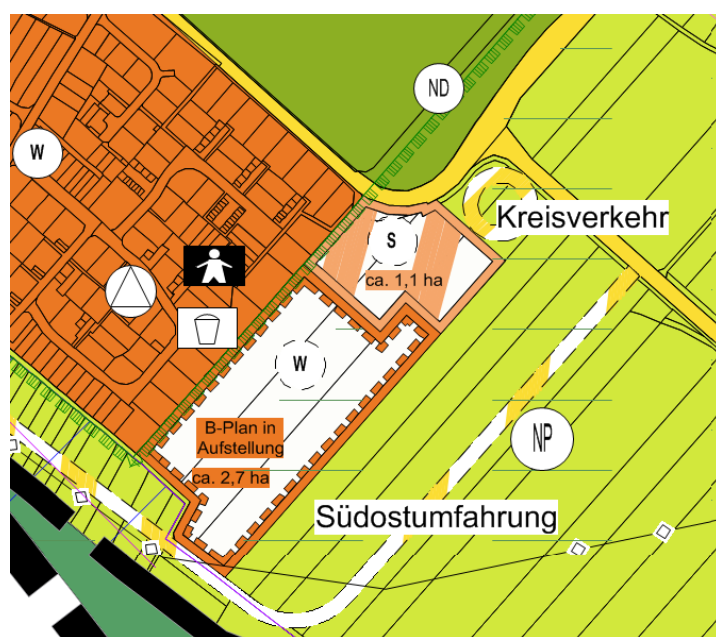 ND
W
Kreisverkehr
S
ca. 1,1 ha
W
B-Plan in
Aufstellung
ca. 2,7 ha
NP
Südostumfahrung